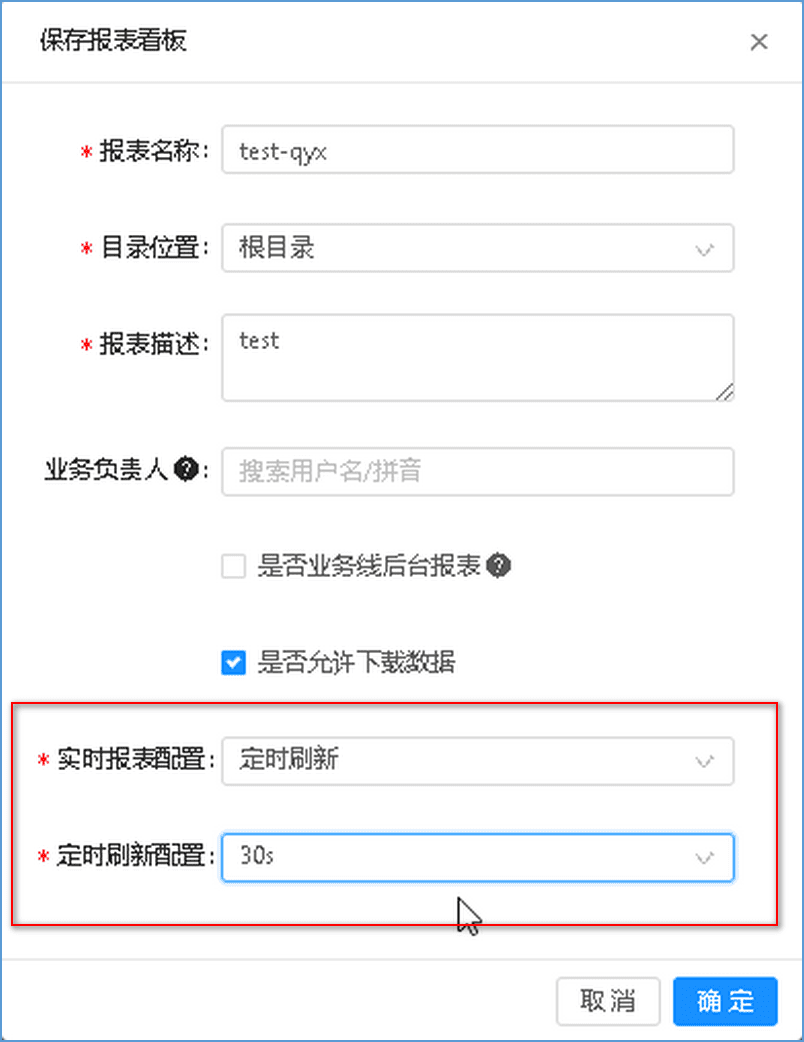 保存报表看板
* 报表名称: test-qyx
* 目录位置: 根目录
* 报表描述: test
业务负责人?: 搜索用户名/拼音
是否业务线后台报表?
是否允许下载数据
* 实时报表配置: 定时刷新
* 定时刷新配置: 30s
取消 确定